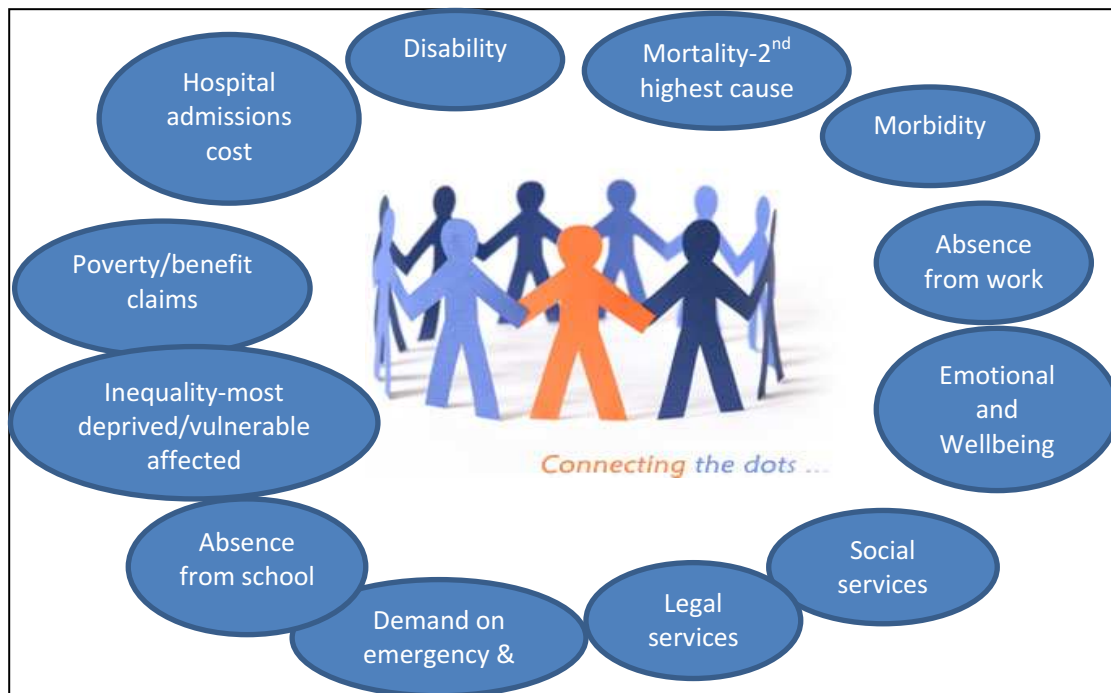 Disability
Mortality-2nd
highest cause
Hospital
admissions
cost
Morbidity
Poverty/benefit
claims
Absence
from work
Inequality-most
deprived/vulnerable
affected
Emotional
and
Wellbeing
Connecting the dots ...
Absence
from school
Social
services
Demand on
emergency &
Legal
services